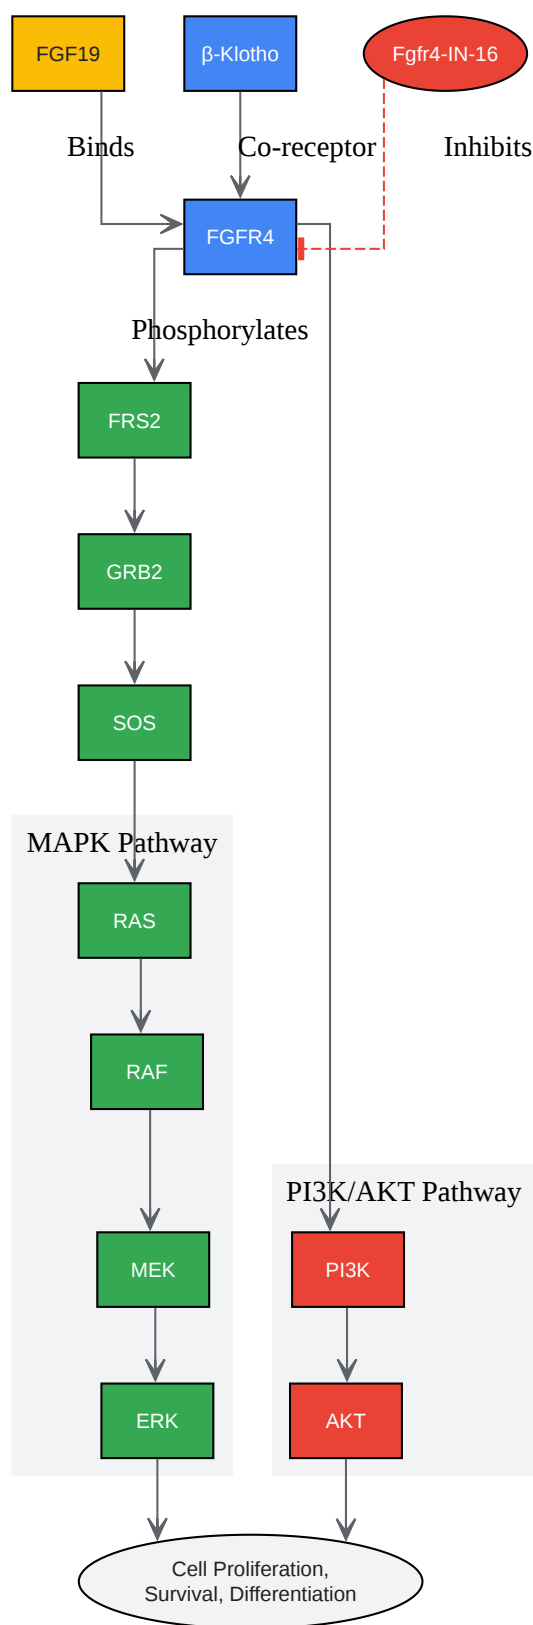 FGF19
β-Klotho
Fgfr4-IN-16
Binds
Co-receptor
Inhibits
FGFR4
Phosphorylates
FRS2
GRB2
SOS
MAPK Pathway
RAS
RAF
PI3K/AKT Pathway
MEK
PI3K
ERK
AKT
Cell Proliferation,
Survival, Differentiation